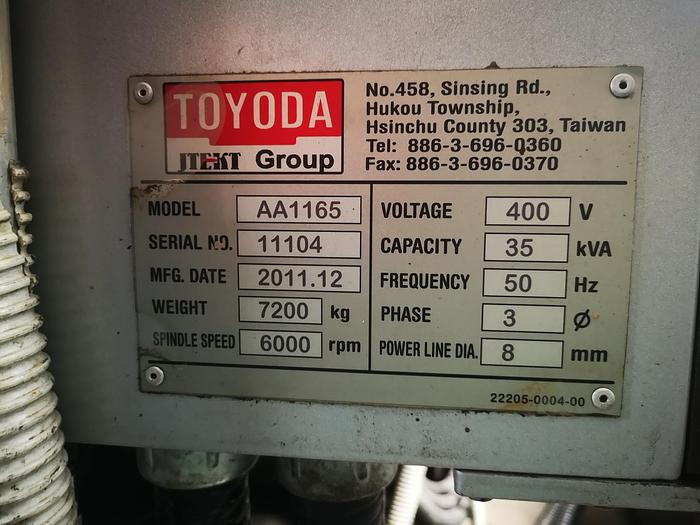 TOYODA
JTEKT Group
No.458, Sinsing Rd.,
Hukou Township,
Hsinchu County 303, Taiwan
Tel: 886-3-696-0360
Fax: 886-3-696-0370
MODEL AA1165
SERIAL NO. 11104
MFG. DATE 2011.12
WEIGHT 7200 kg
SPINDLE SPEED 6000 rpm
VOLTAGE 400 V
CAPACITY 35 kVA
FREQUENCY 50 Hz
PHASE 3 Ø
POWER LINE DIA. 8 mm
22205-0004-00